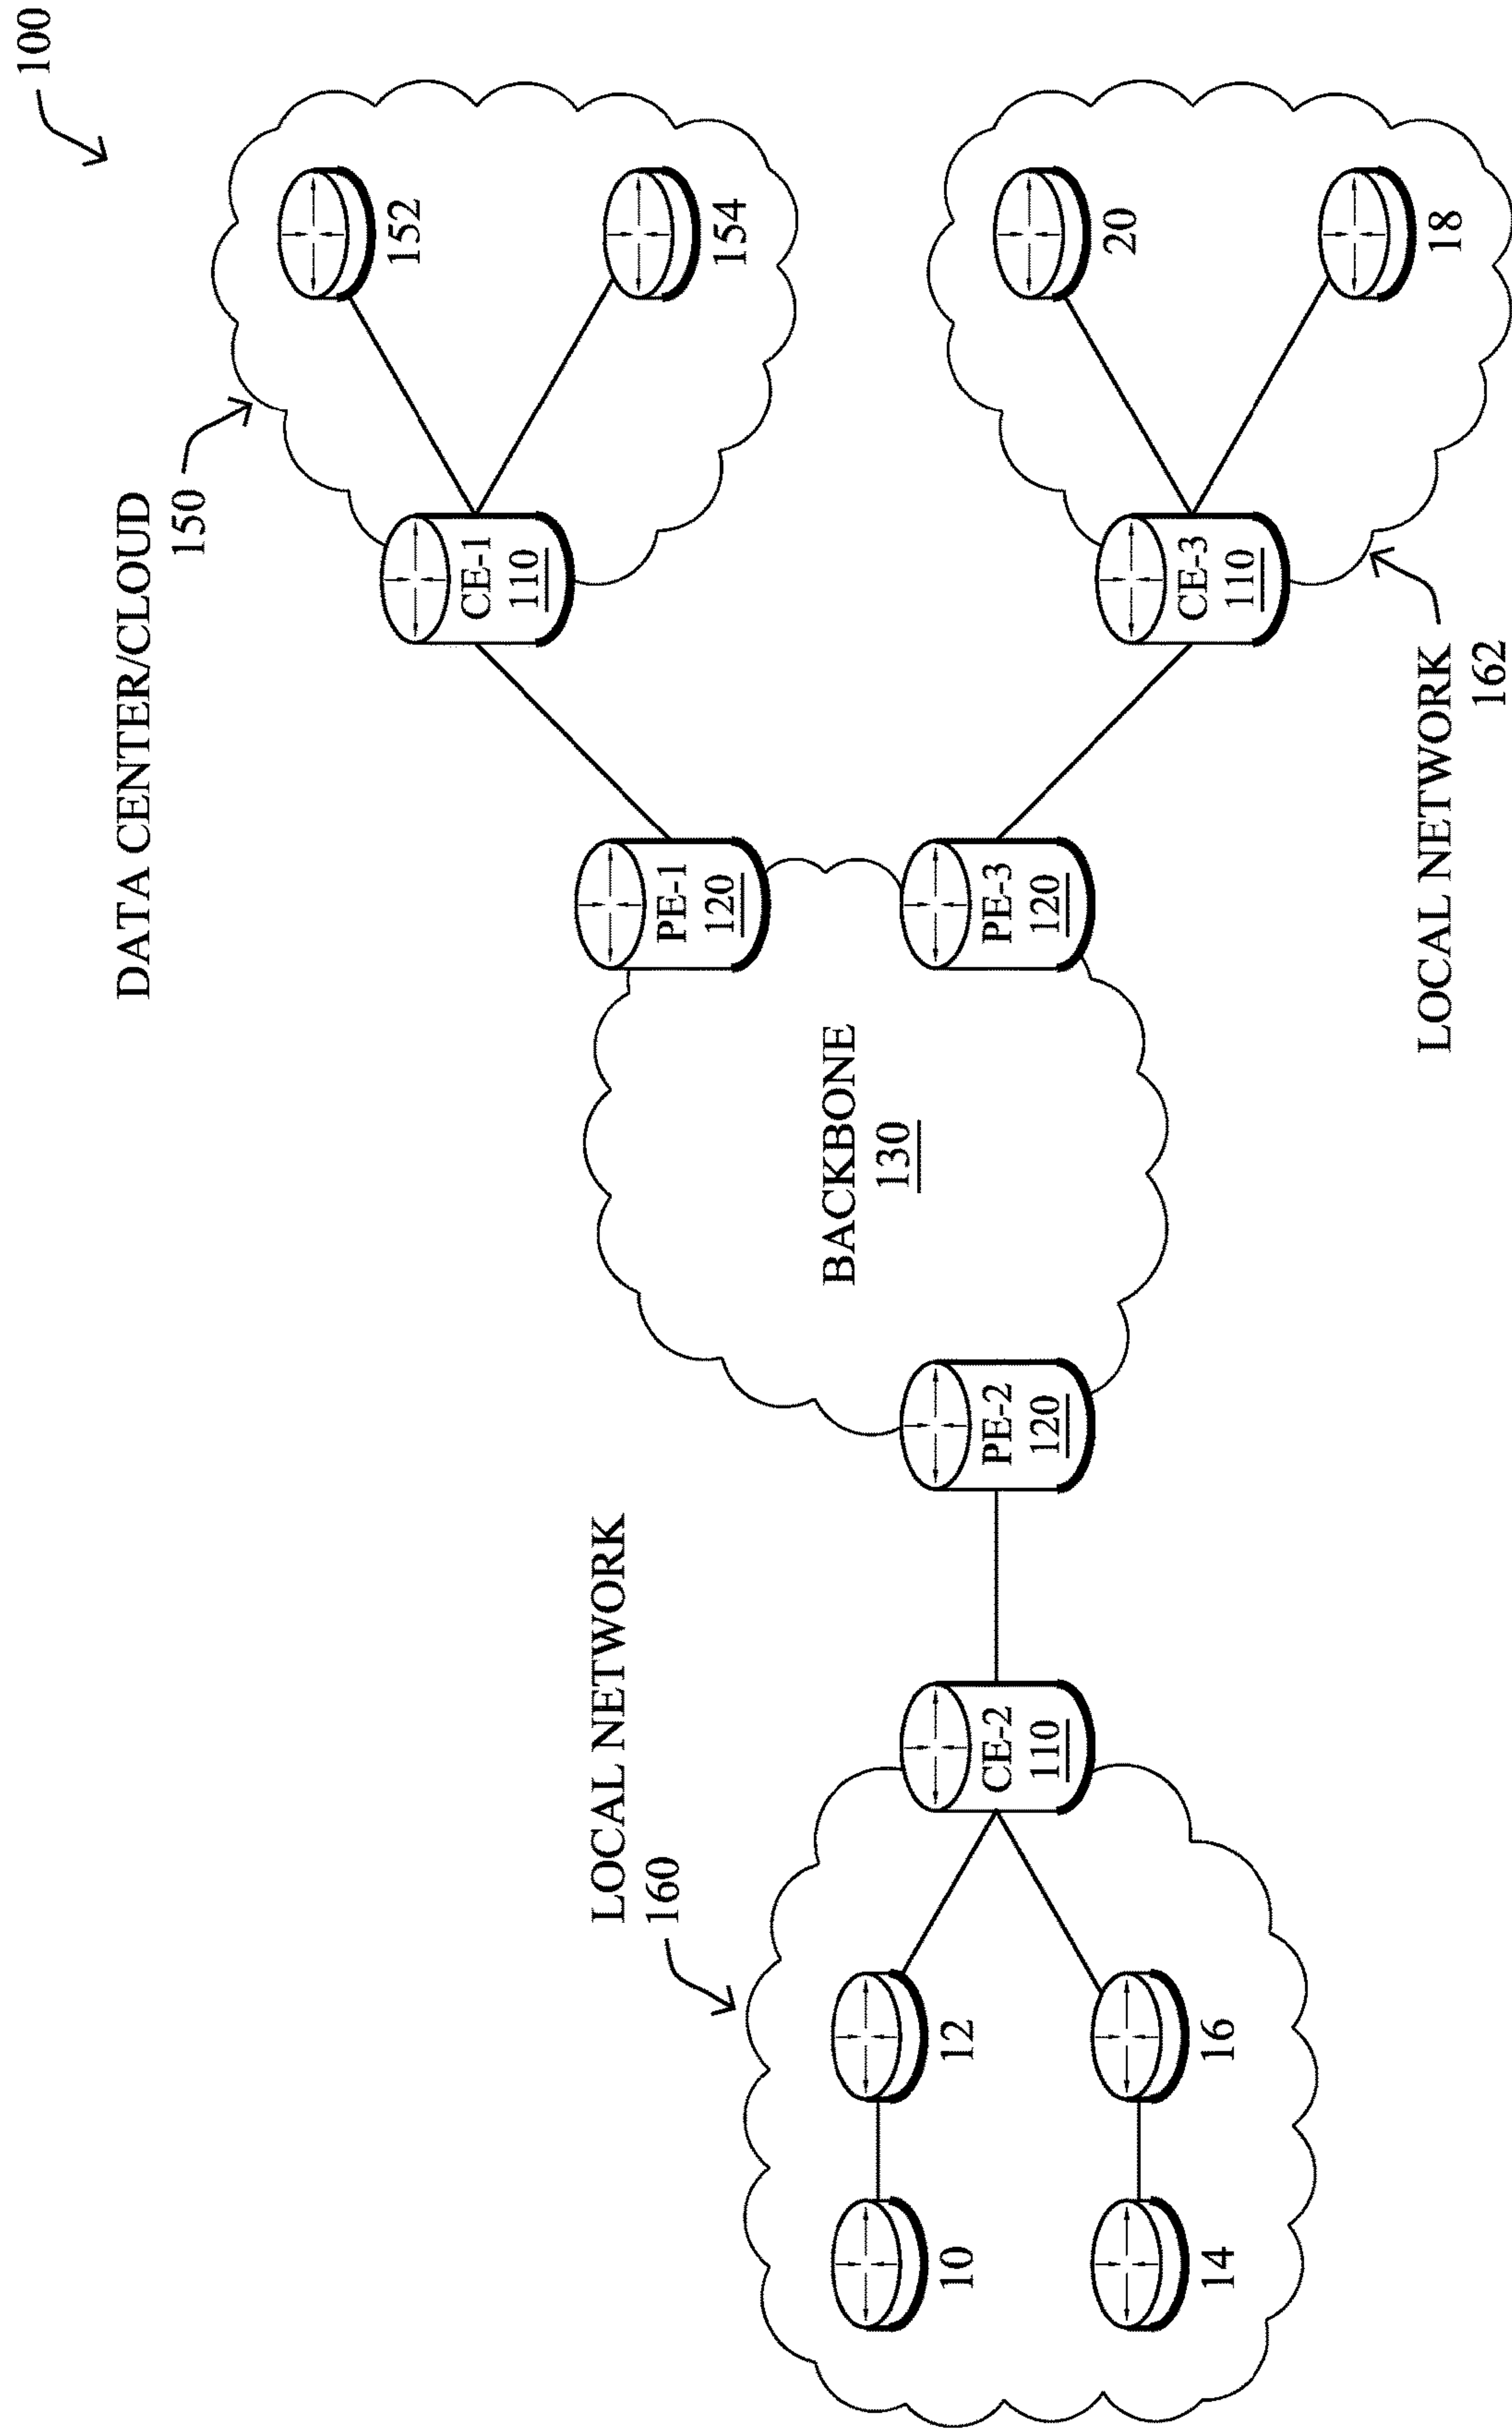 100
DATA CENTER/CLOUD
150
152
154
CE-1
110
PE-1
120
LOCAL NETWORK
160
BACKBONE
130
10
12
14
16
CE-2
110
PE-2
120
PE-3
120
CE-3
110
20
18
LOCAL NETWORK
162